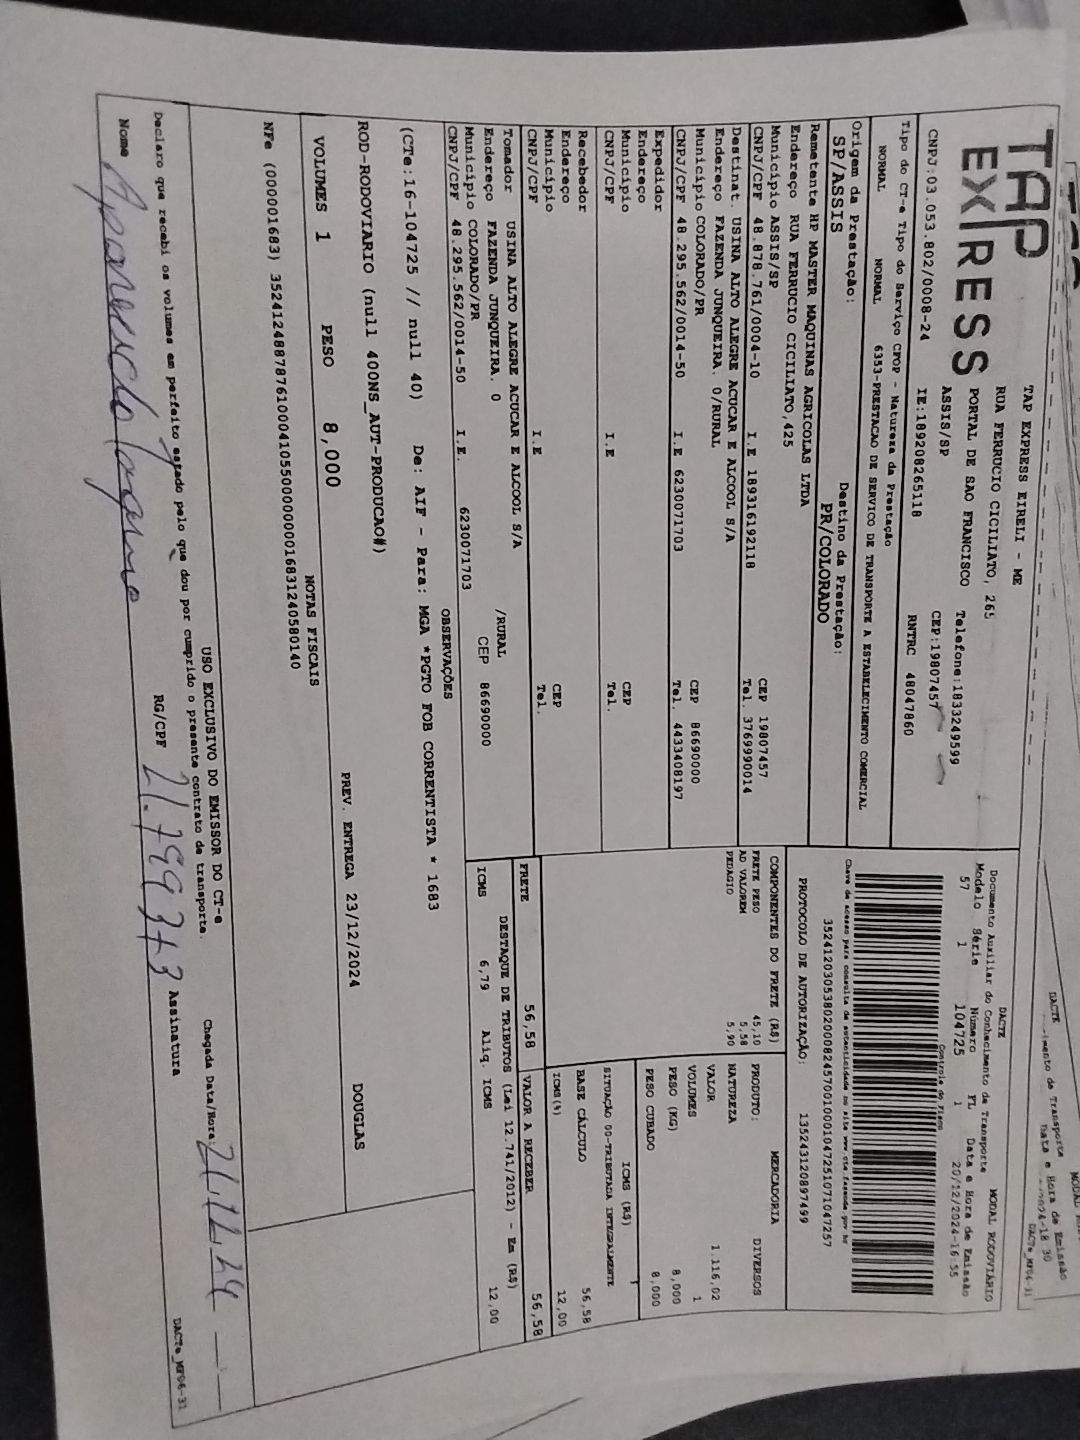 TAP
EXPRESS
TAP EXPRESS EIRELI - ME
RUA FERRUCIO CICILIATO, 265
PORTAL DE SAO FRANCISCO Telefone:1833249599
ASSIS/SP CEP:19807457
CNPJ:03.053.802/0008-24 IE:189208265118 RNTRC 48047860
DACTE MODAL RODOVIÁRIO
Documento Auxiliar do Conhecimento de Transporte
Modelo Série Número FL Data e Hora de Emissão
57 1 104725 1 20/12/2024-16:55
Controle do Fisco
Chave de acesso para consulta de autenticidade no site www.cte.fazenda.gov.br
PROTOCOLO DE AUTORIZAÇÃO: 135243120897499
Tipo do CT-e Tipo do Serviço CFOP - Natureza da Prestação
NORMAL NORMAL 6353-PRESTACAO DE SERVICO DE TRANSPORTE A ESTABELECIMENTO COMERCIAL
Origem da Prestação: Destino da Prestação:
SP/ASSIS PR/COLORADO
Remetente HP MASTER MAQUINAS AGRICOLAS LTDA
Endereço RUA FERRUCIO CICILIATO,425
Município ASSIS/SP CEP 19807457
CNPJ/CPF 48.878.761/0004-10 I.E 189316192118 Tel. 3769990014
Destinat. USINA ALTO ALEGRE ACUCAR E ALCOOL S/A
Endereço FAZENDA JUNQUEIRA. 0/RURAL
Município COLORADO/PR CEP 86690000
CNPJ/CPF 48.295.562/0014-50 I.E 6230071703 Tel. 4433408197
Expedidor
Endereço
Município CEP
CNPJ/CPF I.E Tel.
Recebedor
Endereço
Município CEP
CNPJ/CPF I.E Tel.
Tomador USINA ALTO ALEGRE ACUCAR E ALCOOL S/A
Endereço FAZENDA JUNQUEIRA. 0 /RURAL
Município COLORADO/PR CEP 86690000
CNPJ/CPF 48.295.562/0014-50 I.E. 6230071703
COMPONENTES DO FRETE (R$)
FRETE PESO 45,10
AD VALOREM 5,58
PEDAGIO 5,90
MERCADORIA
PRODUTO: DIVERSOS
NATUREZA
VALOR 1.116,02
VOLUMES 1
PESO (KG) 8,000
PESO CUBADO 8,000
ICMS (R$)
SITUAÇÃO 00-TRIBUTADA INTEGRALMENTE
BASE CÁLCULO 56,58
ICMS(%) 12,00
FRETE 56,58 VALOR A RECEBER 56,58
DESTAQUE DE TRIBUTOS (Lei 12.741/2012) - Em (R$)
ICMS 6,79 Aliq. ICMS 12,00
OBSERVAÇÕES
(CTe:16-104725 // null 40) De: AIF - Para: MGA *PGTO FOB CORRENTISTA * 1683
ROD-RODOVIARIO (null 400NS_AUT-PRODUCAO#)
VOLUMES 1 PESO 8,000 PREV. ENTREGA 23/12/2024 DOUGLAS
NOTAS FISCAIS
NFe (000001683) 35241248878761000410550000000016831240580140
USO EXCLUSIVO DO EMISSOR DO CT-e
Declaro que recebi os volumes em perfeito estado pelo que dou por cumprido o presente contrato de transporte.
Chegada Data/Hora:
Nome RG/CPF Assinatura
DACTe_MF04-31